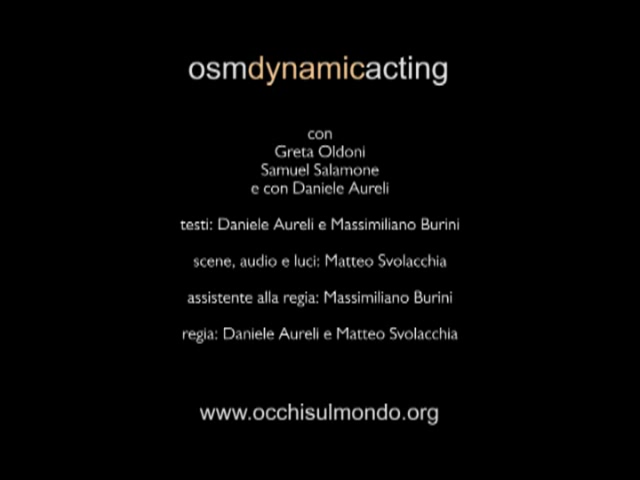 osmdynamicacting
con
Greta Oldoni
Samuel Salamone
e con Daniele Aureli
testi: Daniele Aureli e Massimiliano Burini
scene, audio e luci: Matteo Svolacchia
assistente alla regia: Massimiliano Burini
regia: Daniele Aureli e Matteo Svolacchia
www.occhisulmondo.org